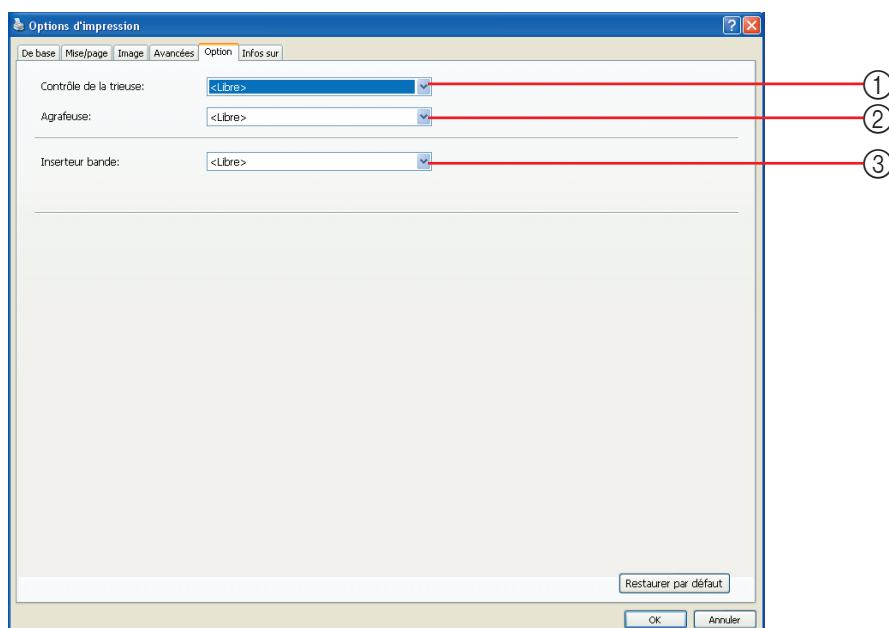 Options d'impression
De base Mise/page Image Avancées Option Infos sur
Contrôle de la trieuse: <Libre> ①
Agrafeuse: <Libre> ②
Inserteur bande: <Libre> ③
Restaurer par défaut
OK Annuler